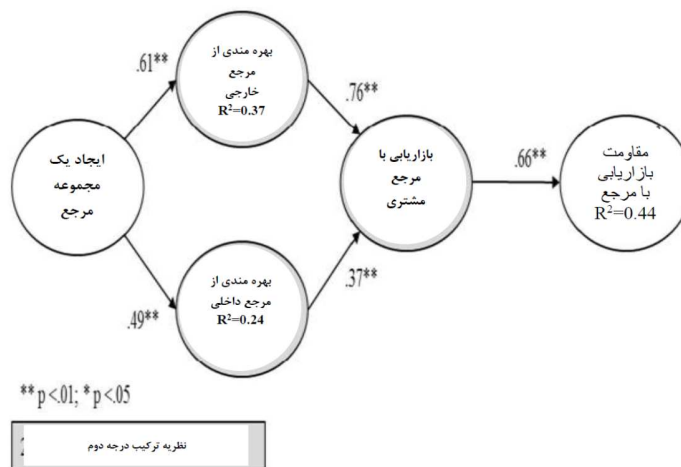 .61**
بهره مندی از
مرجع
خارجی
R²=0.37
.76**
ایجاد یک
مجموعه
مرجع
بازاریابی با
مرجع
مشتری
.66**
مقاومت
بازاریابی
با مرجع
R²=0.44
.49**
بهره مندی از
مرجع داخلی
R²=0.24
.37**
** p<.01; * p<.05
نظریه ترکیب درجه دوم